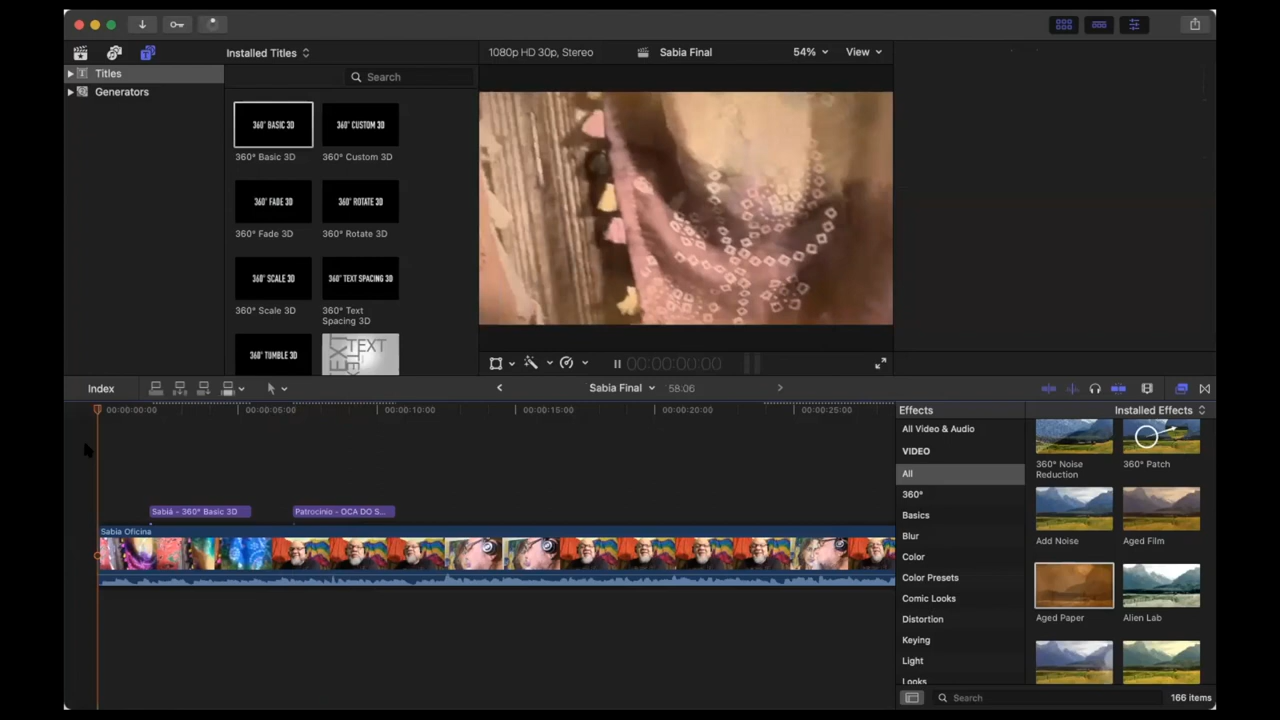 Installed Titles
1080p HD 30p, Stereo
Sabia Final
54%
View
Titles
Generators
Search
360° BASIC 3D
360° CUSTOM 3D
360° Basic 3D
360° Custom 3D
360° FADE 3D
360° ROTATE 3D
360° Fade 3D
360° Rotate 3D
360° SCALE 3D
360° TEXT SPACING 3D
360° Scale 3D
360° Text
Spacing 3D
360° TUMBLE 3D
TEXT
00:00:00:00
Index
Sabia Final
58:06
00:00:00:00
00:00:05:00
00:00:10:00
00:00:15:00
00:00:20:00
00:00:25:00
Sabiá - 360° Basic 3D
Patrocínio - OCA DO S...
Sabia Oficina
Effects
Installed Effects
All Video & Audio
VIDEO
All
360°
Basics
Blur
Color
Color Presets
Comic Looks
Distortion
Keying
Light
Looks
360° Noise
Reduction
360° Patch
Add Noise
Aged Film
Aged Paper
Alien Lab
Search
166 items